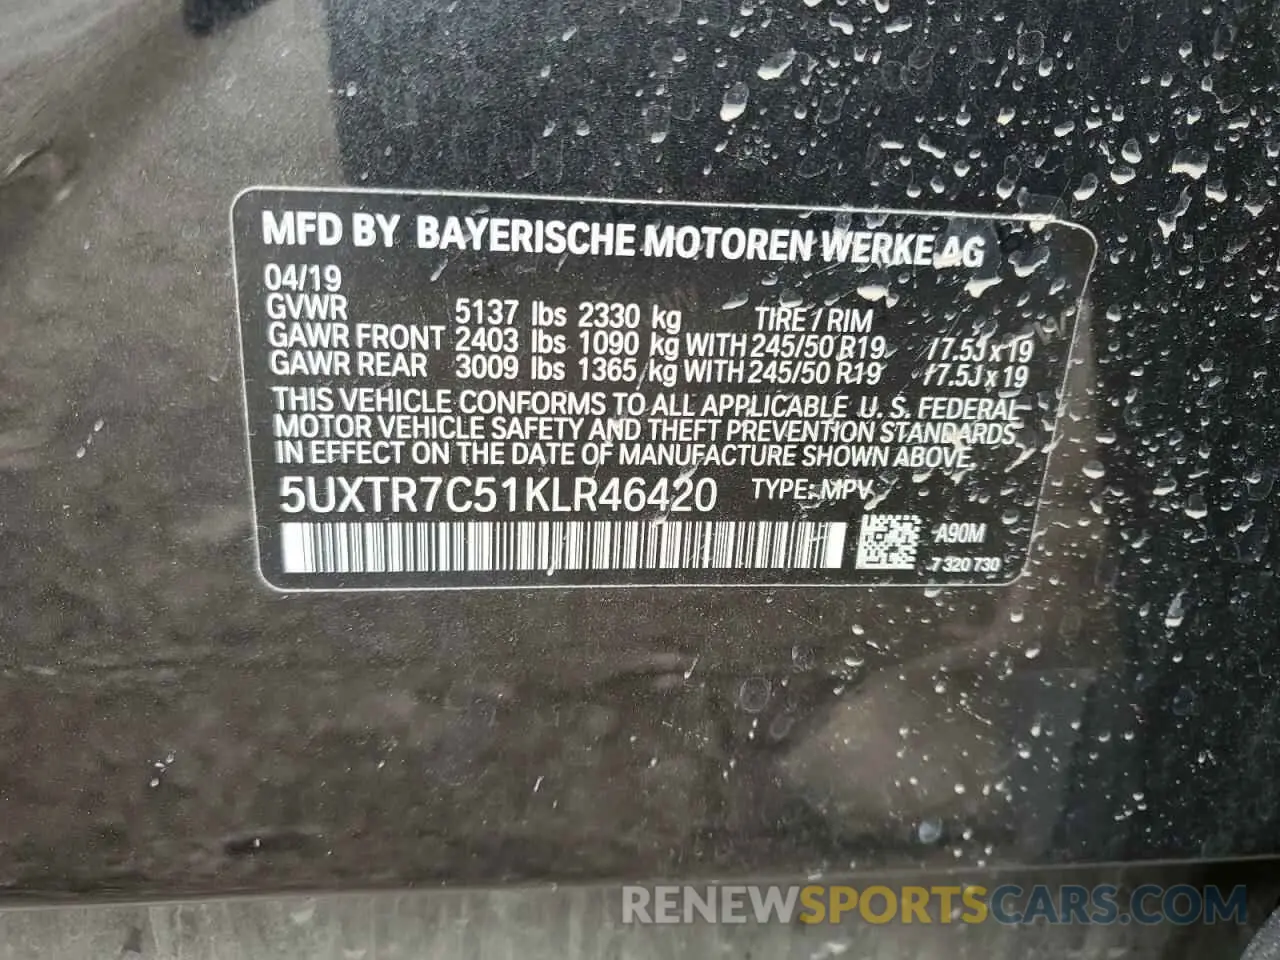 MFD BY BAYERISCHE MOTOREN WERKE AG
04/19
GVWR 5137 lbs 2330 kg TIRE / RIM
GAWR FRONT 2403 lbs 1090 kg WITH 245/50 R19 / 7.5J x 19
GAWR REAR 3009 lbs 1365 kg WITH 245/50 R19 / 7.5J x 19
THIS VEHICLE CONFORMS TO ALL APPLICABLE U. S. FEDERAL
MOTOR VEHICLE SAFETY AND THEFT PREVENTION STANDARDS
IN EFFECT ON THE DATE OF MANUFACTURE SHOWN ABOVE.
5UXTR7C51KLR46420 TYPE: MPV
A90M
7 320 730
RENEWSPORTSCARS.COM